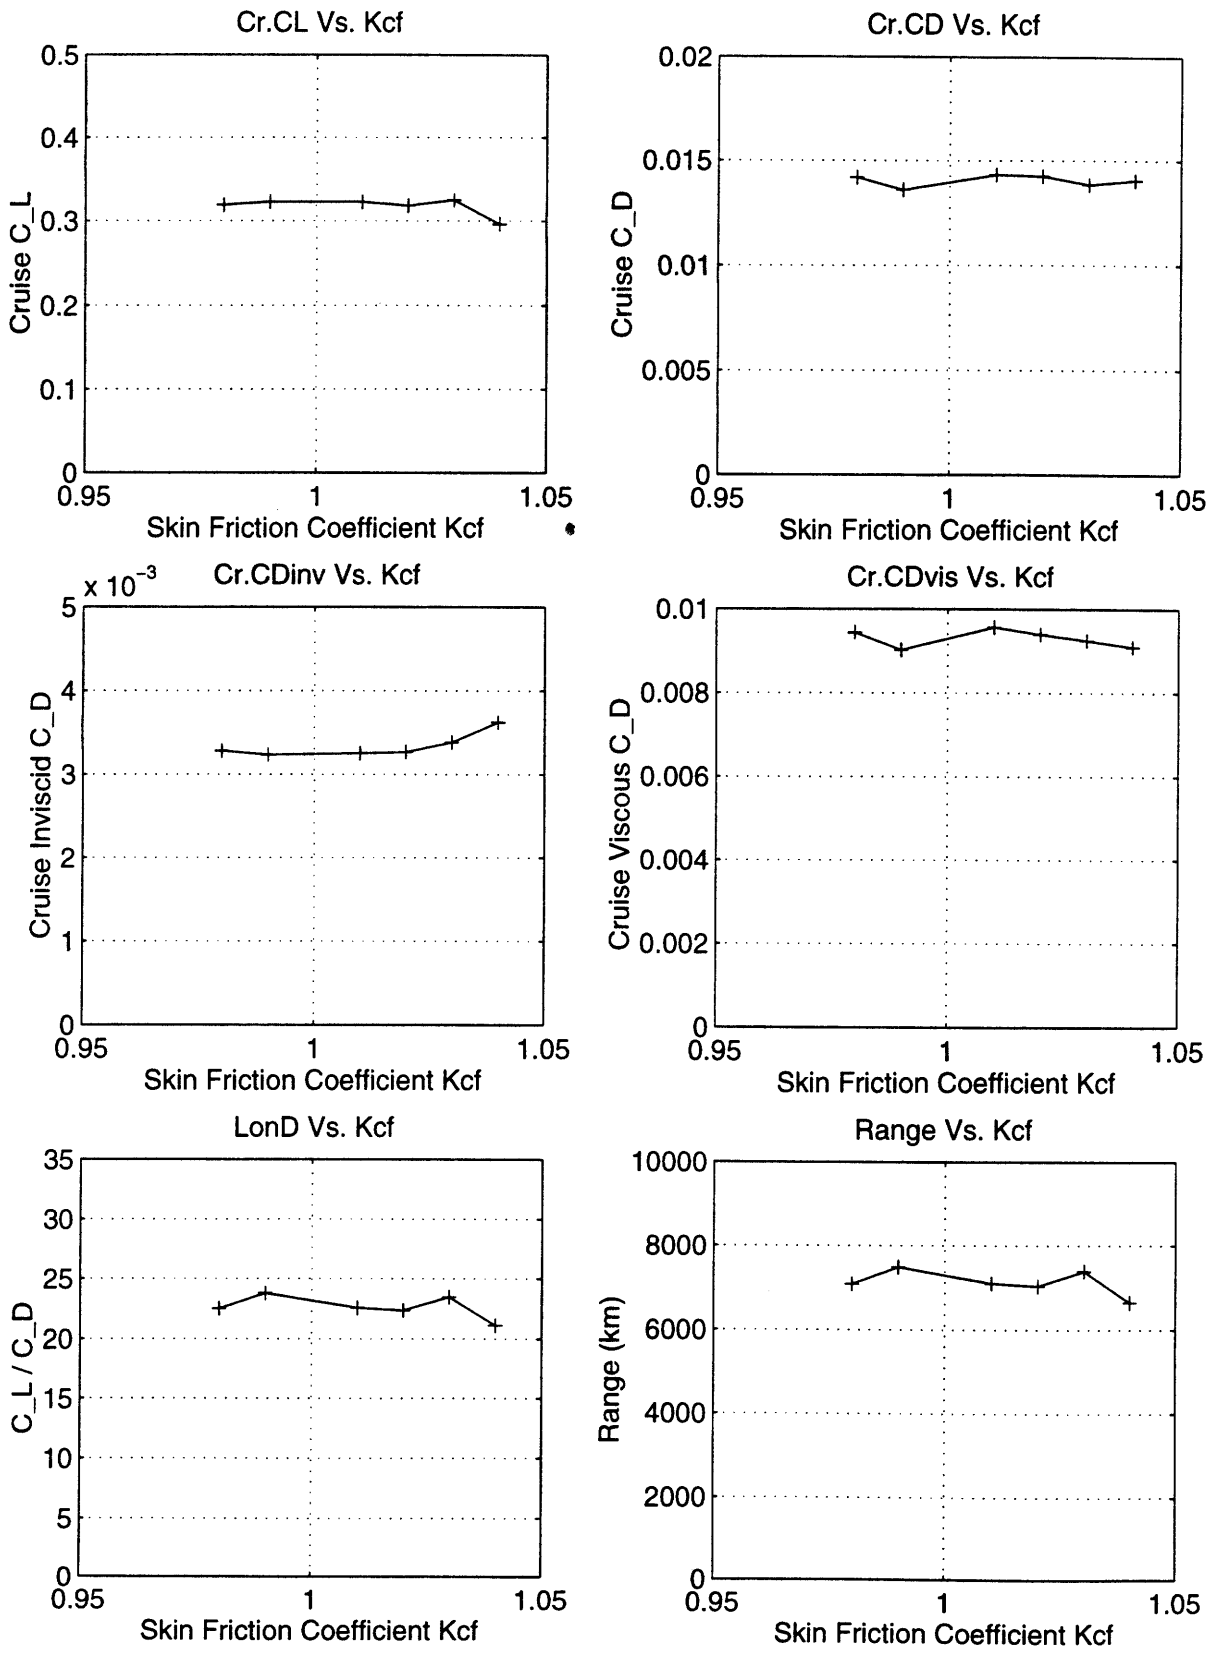 Cr.CL Vs. Kcf
0.5
0.4
0.3
0.2
0.1
0
Cruise C_L
0.95
1
1.05
Skin Friction Coefficient Kcf
Cr.CD Vs. Kcf
0.02
0.015
0.01
0.005
0
Cruise C_D
0.95
1
1.05
Skin Friction Coefficient Kcf
Cr.CDinv Vs. Kcf
x 10⁻³
5
4
3
2
1
0
Cruise Inviscid C_D
0.95
1
1.05
Skin Friction Coefficient Kcf
Cr.CDvis Vs. Kcf
0.01
0.008
0.006
0.004
0.002
0
Cruise Viscous C_D
0.95
1
1.05
Skin Friction Coefficient Kcf
LonD Vs. Kcf
35
30
25
20
15
10
5
0
C_L / C_D
0.95
1
1.05
Skin Friction Coefficient Kcf
Range Vs. Kcf
10000
8000
6000
4000
2000
0
Range (km)
0.95
1
1.05
Skin Friction Coefficient Kcf